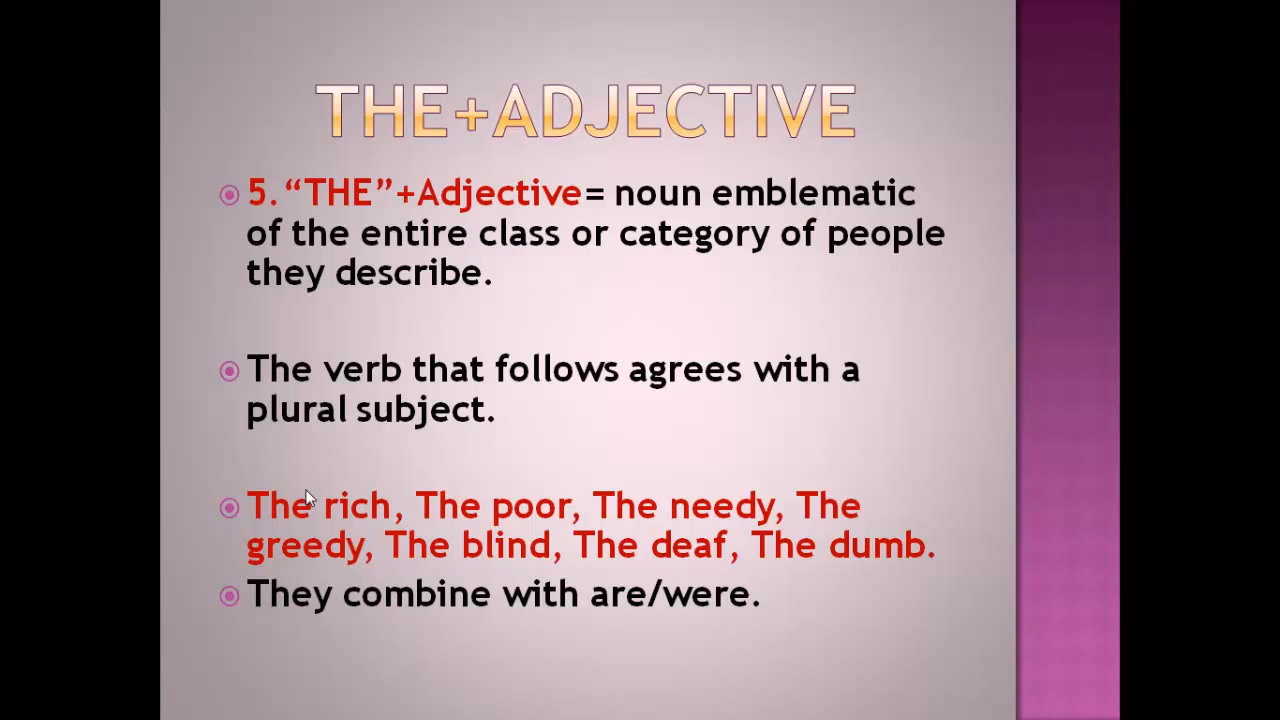 THE+ADJECTIVE
5. “THE”+Adjective= noun emblematic
of the entire class or category of people
they describe.
The verb that follows agrees with a
plural subject.
The rich, The poor, The needy, The
greedy, The blind, The deaf, The dumb.
They combine with are/were.